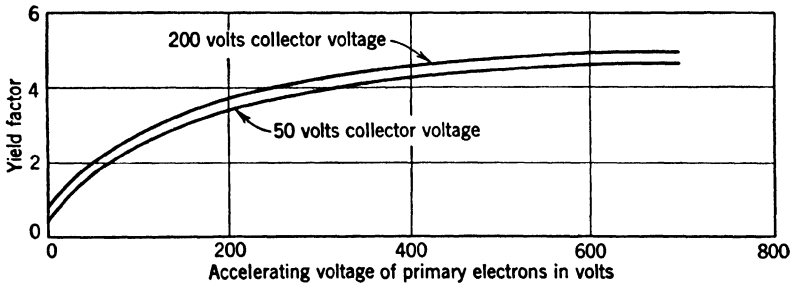 6
200 volts collector voltage
4
Yield factor
50 volts collector voltage
2
0
0 200 400 600 800
Accelerating voltage of primary electrons in volts